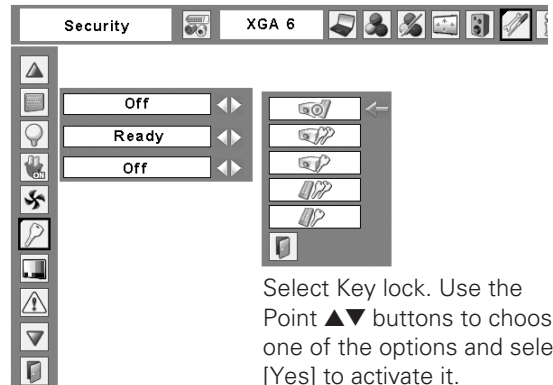 Security
XGA 6
Off
Ready
Off
ON
Select Key lock. Use the
Point ▲▼ buttons to choos
one of the options and sele
[Yes] to activate it.